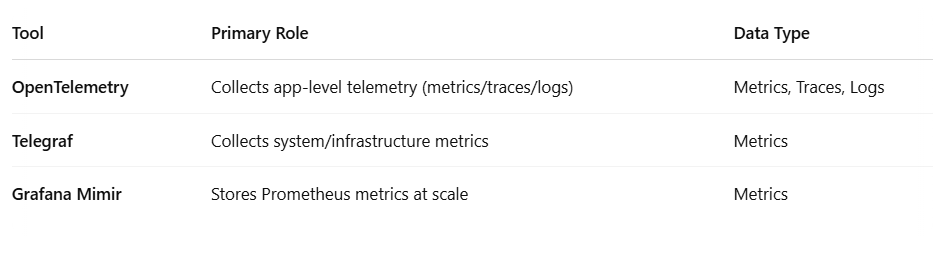 Tool Primary Role Data Type
OpenTelemetry Collects app-level telemetry (metrics/traces/logs) Metrics, Traces, Logs
Telegraf Collects system/infrastructure metrics Metrics
Grafana Mimir Stores Prometheus metrics at scale Metrics